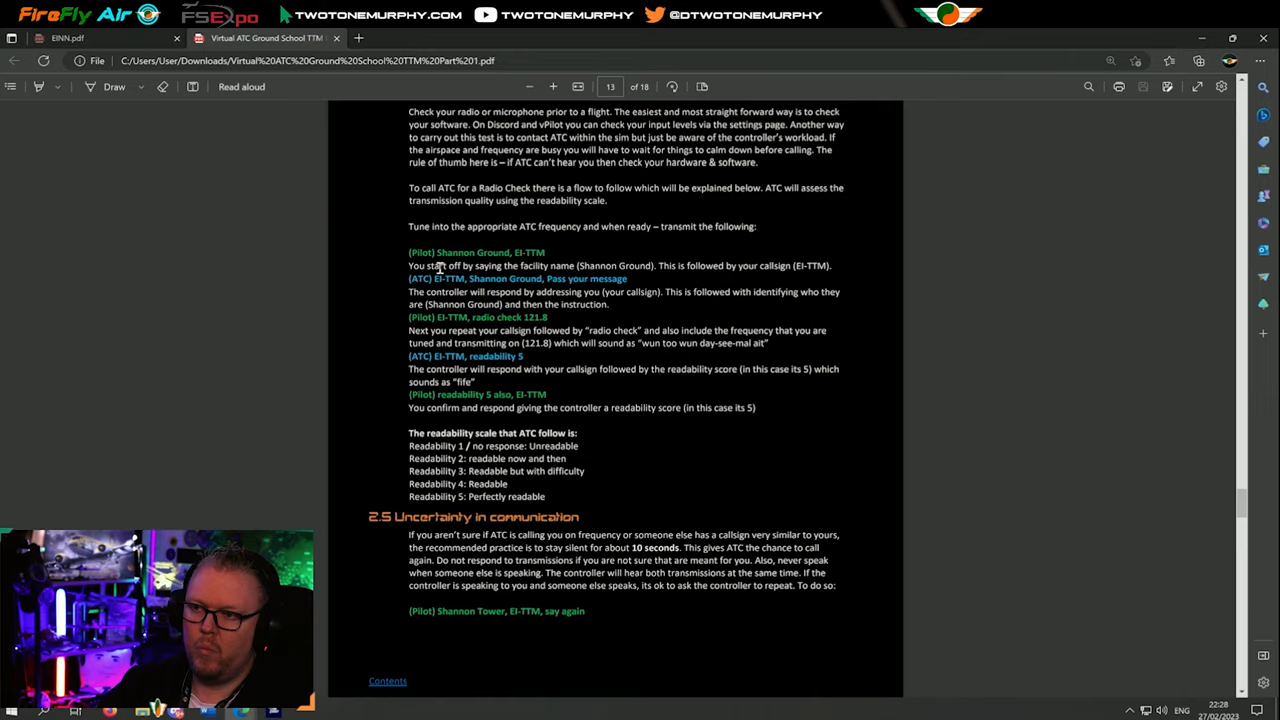 FireFly Air
FSExpo
TWOTONEMURPHY.COM
TWOTONEMURPHY
@DTWOTONEMURPHY
EINN.pdf
Virtual ATC Ground School TTM
File
C:/Users/User/Downloads/Virtual%20ATC%20Ground%20School%20TTM%20Part%201.pdf
Draw
Read aloud
13
of 18
Check your radio or microphone prior to a flight. The easiest and most straight forward way is to check
your software. On Discord and vPilot you can check your input levels via the settings page. Another way
to carry out this test is to contact ATC within the sim but just be aware of the controller's workload. If
the airspace and frequency are busy you will have to wait for things to calm down before calling. The
rule of thumb here is – if ATC can't hear you then check your hardware & software.
To call ATC for a Radio Check there is a flow to follow which will be explained below. ATC will assess the
transmission quality using the readability scale.
Tune into the appropriate ATC frequency and when ready – transmit the following:
(Pilot) Shannon Ground, EI-TTM
You start off by saying the facility name (Shannon Ground). This is followed by your callsign (EI-TTM).
(ATC) EI-TTM, Shannon Ground, Pass your message
The controller will respond by addressing you (your callsign). This is followed with identifying who they
are (Shannon Ground) and then the instruction.
(Pilot) EI-TTM, radio check 121.8
Next you repeat your callsign followed by "radio check" and also include the frequency that you are
tuned and transmitting on (121.8) which will sound as "wun too wun day-see-mal ait"
(ATC) EI-TTM, readability 5
The controller will respond with your callsign followed by the readability score (in this case its 5) which
sounds as "fife"
(Pilot) readability 5 also, EI-TTM
You confirm and respond giving the controller a readability score (in this case its 5)
The readability scale that ATC follow is:
Readability 1 / no response: Unreadable
Readability 2: readable now and then
Readability 3: Readable but with difficulty
Readability 4: Readable
Readability 5: Perfectly readable
2.5 Uncertainty in communication
If you aren't sure if ATC is calling you on frequency or someone else has a callsign very similar to yours,
the recommended practice is to stay silent for about 10 seconds. This gives ATC the chance to call
again. Do not respond to transmissions if you are not sure that are meant for you. Also, never speak
when someone else is speaking. The controller will hear both transmissions at the same time. If the
controller is speaking to you and someone else speaks, its ok to ask the controller to repeat. To do so:
(Pilot) Shannon Tower, EI-TTM, say again
Contents
ENG
22:28
27/02/2023